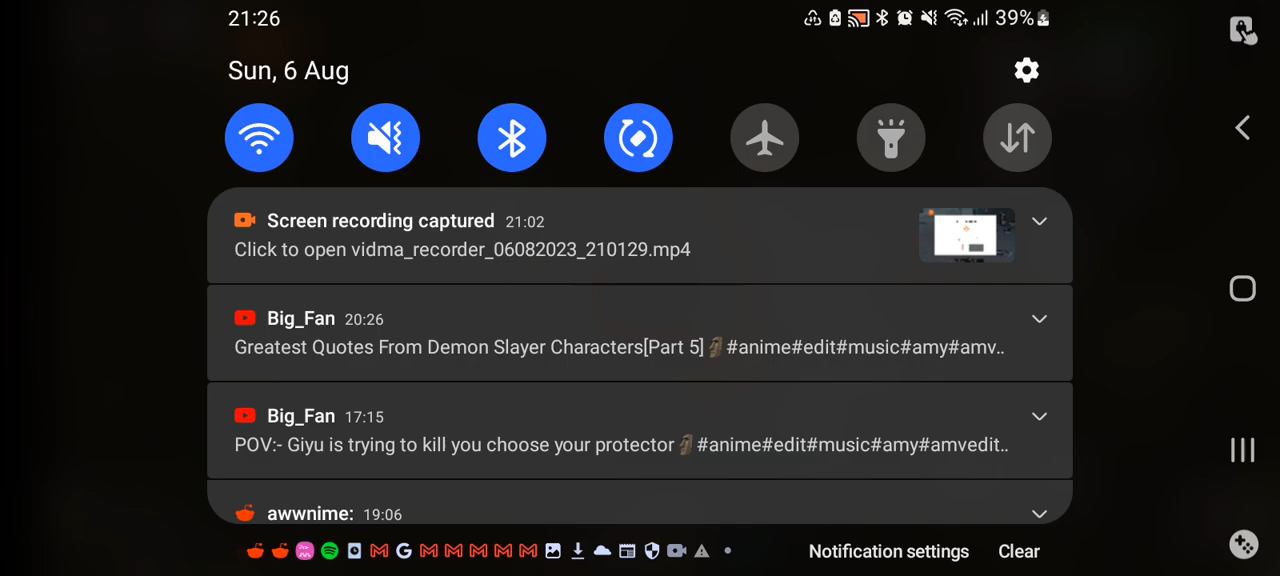 21:26
39%
Sun, 6 Aug
Screen recording captured 21:02
Click to open vidma_recorder_06082023_210129.mp4
Big_Fan 20:26
Greatest Quotes From Demon Slayer Characters[Part 5]🗿#anime#edit#music#amy#amv..
Big_Fan 17:15
POV:- Giyu is trying to kill you choose your protector🗿#anime#edit#music#amy#amvedit..
awwnime: 19:06
Notification settings Clear